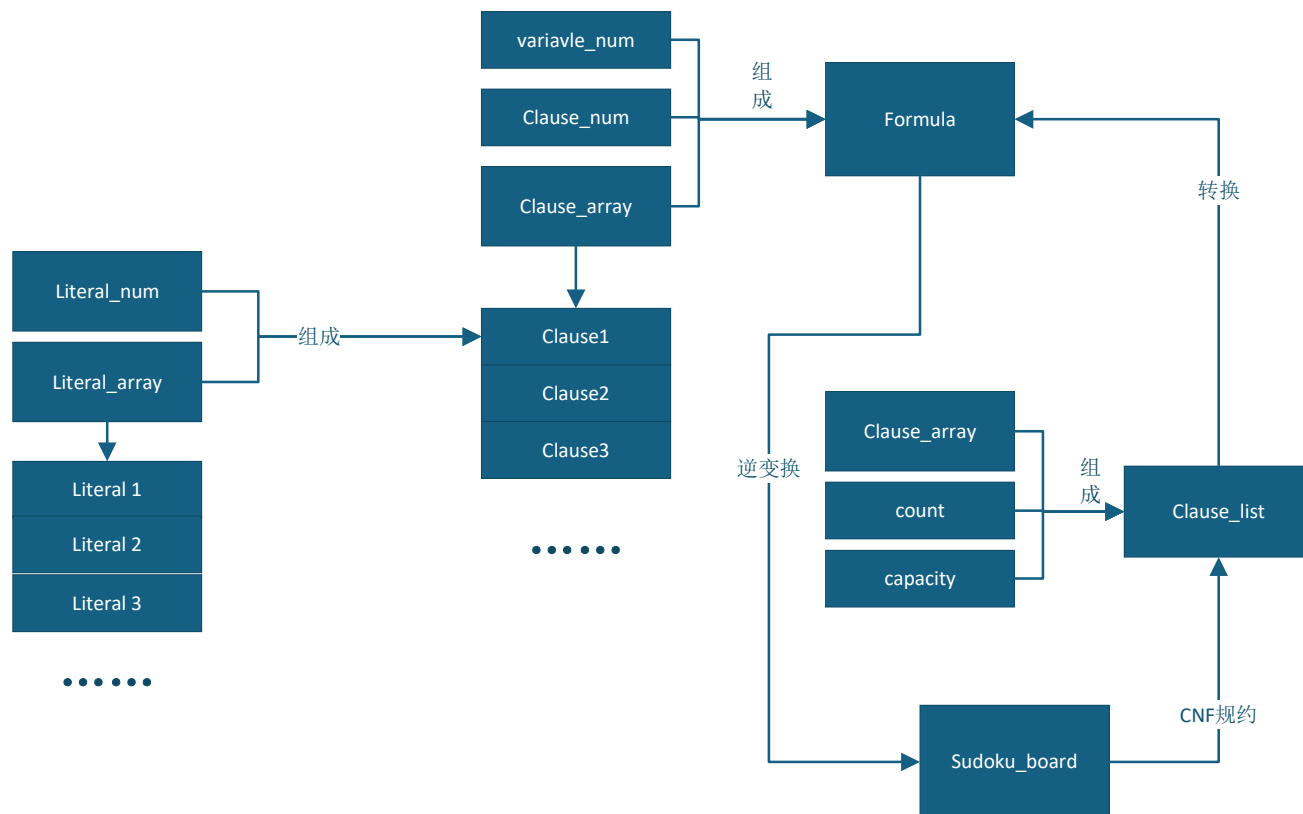 variavle_num
Clause_num
Clause_array
组
成
Formula
转换
Literal_num
Literal_array
组成
Clause1
Clause2
Clause3
……
Literal 1
Literal 2
Literal 3
……
逆变换
Clause_array
count
capacity
组
成
Clause_list
CNF规约
Sudoku_board